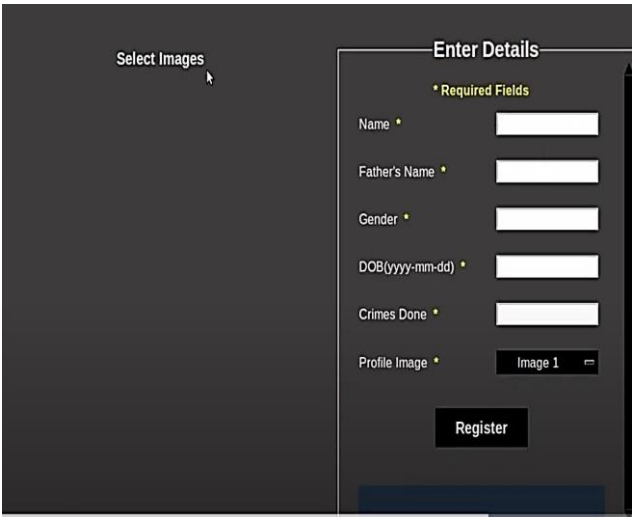 Select Images
Enter Details
* Required Fields
Name *
Father's Name *
Gender *
DOB(yyyy-mm-dd) *
Crimes Done *
Profile Image * Image 1
Register